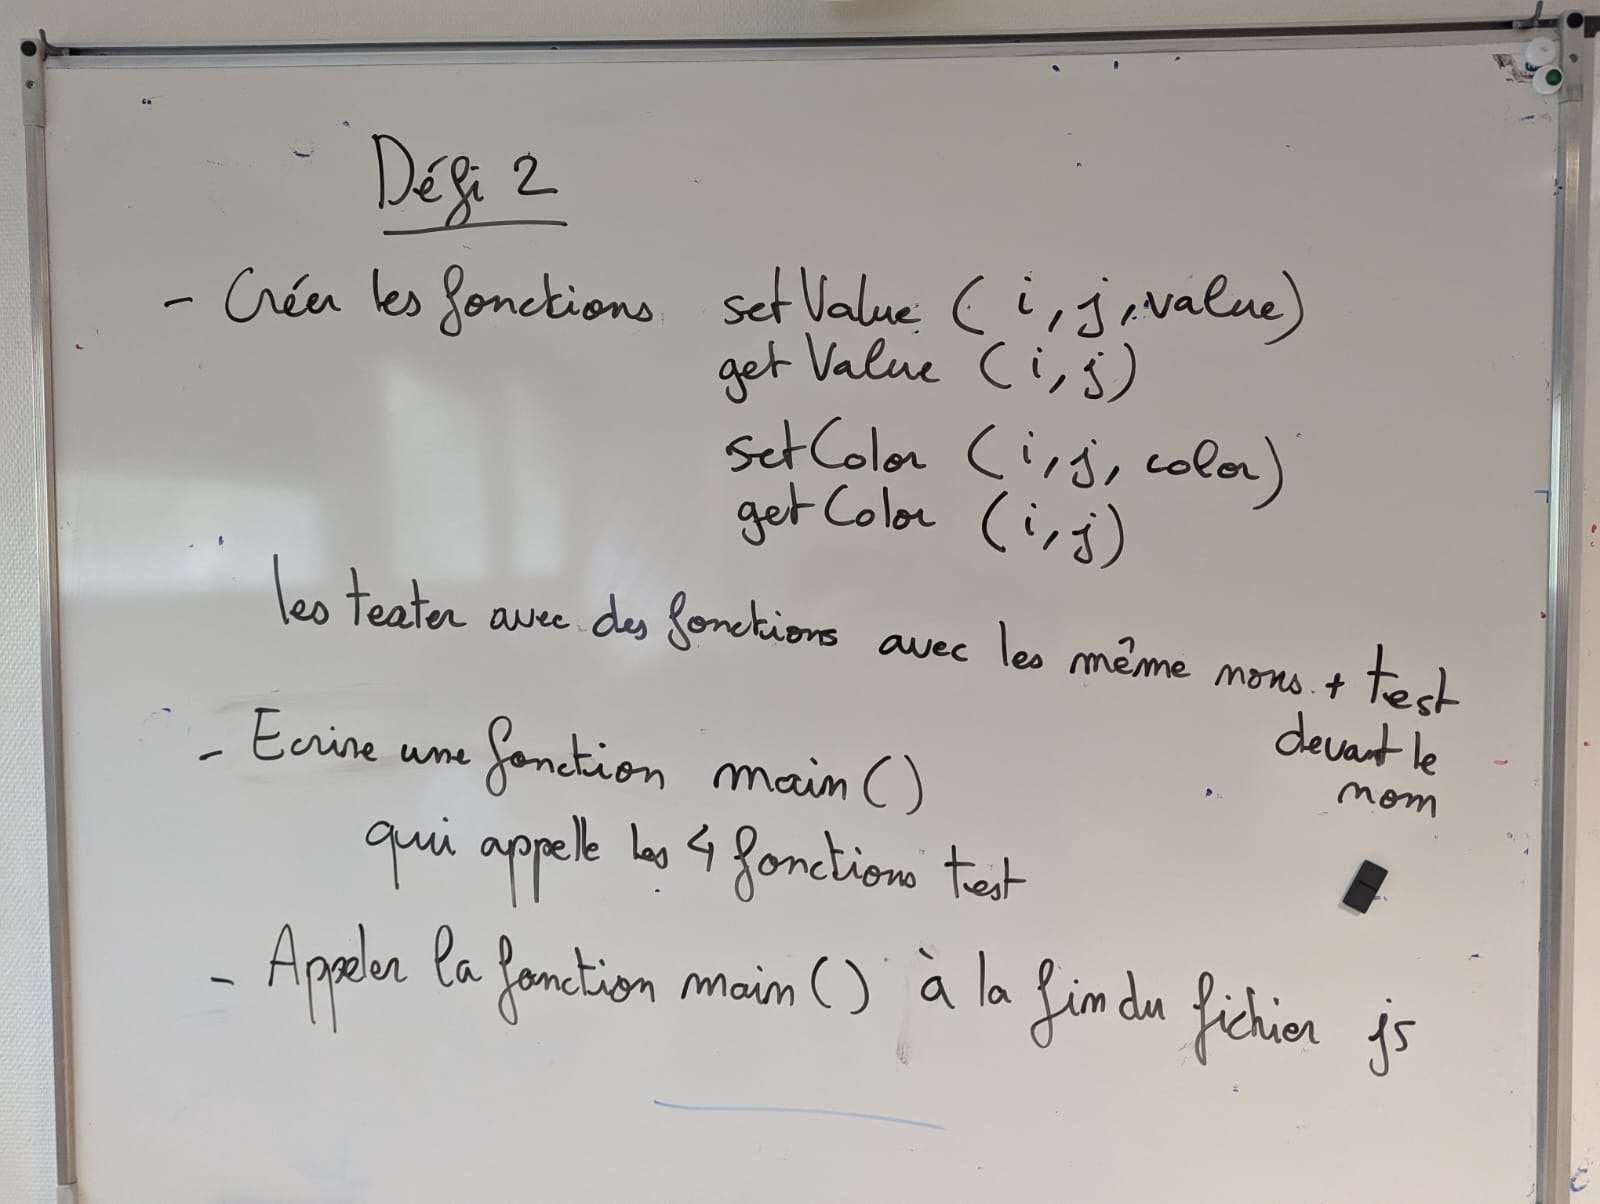 Défi 2
- Créer les fonctions setValue (i, j, value)
getValue (i, j)
setColor (i, j, color)
getColor (i, j)
les tester avec des fonctions avec les même noms + test
devant le
nom
- Ecrire une fonction main()
qui appelle les 4 fonctions test
- Appeler la fonction main() à la fin du fichier js